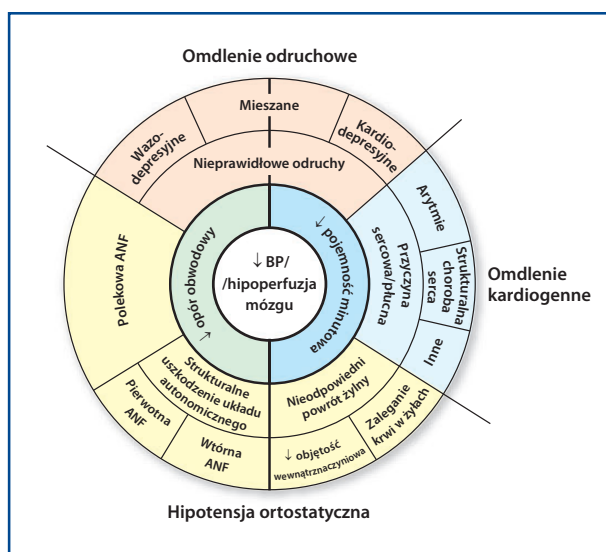 Omdlenie odruchowe
Wazo-
depresyjne
Mieszane
Kardio-
depresyjne
Nieprawidłowe odruchy
Arytmie
Strukturalna
choroba
serca
Inne
Przyczyna
sercowa/płucna
Omdlenie
kardiogenne
↓ pojemność minutowa
↓ BP/
/hipoperfuzja
mózgu
↓ opór obwodowy
Polekowa ANF
Strukturalne
uszkodzenie układu
autonomicznego
Nieodpowiedni
powrót żylny
Pierwotna
ANF
Wtórna
ANF
↓ objętość
wewnątrznaczyniowa
Zaleganie
krwi w żyłach
Hipotensja ortostatyczna